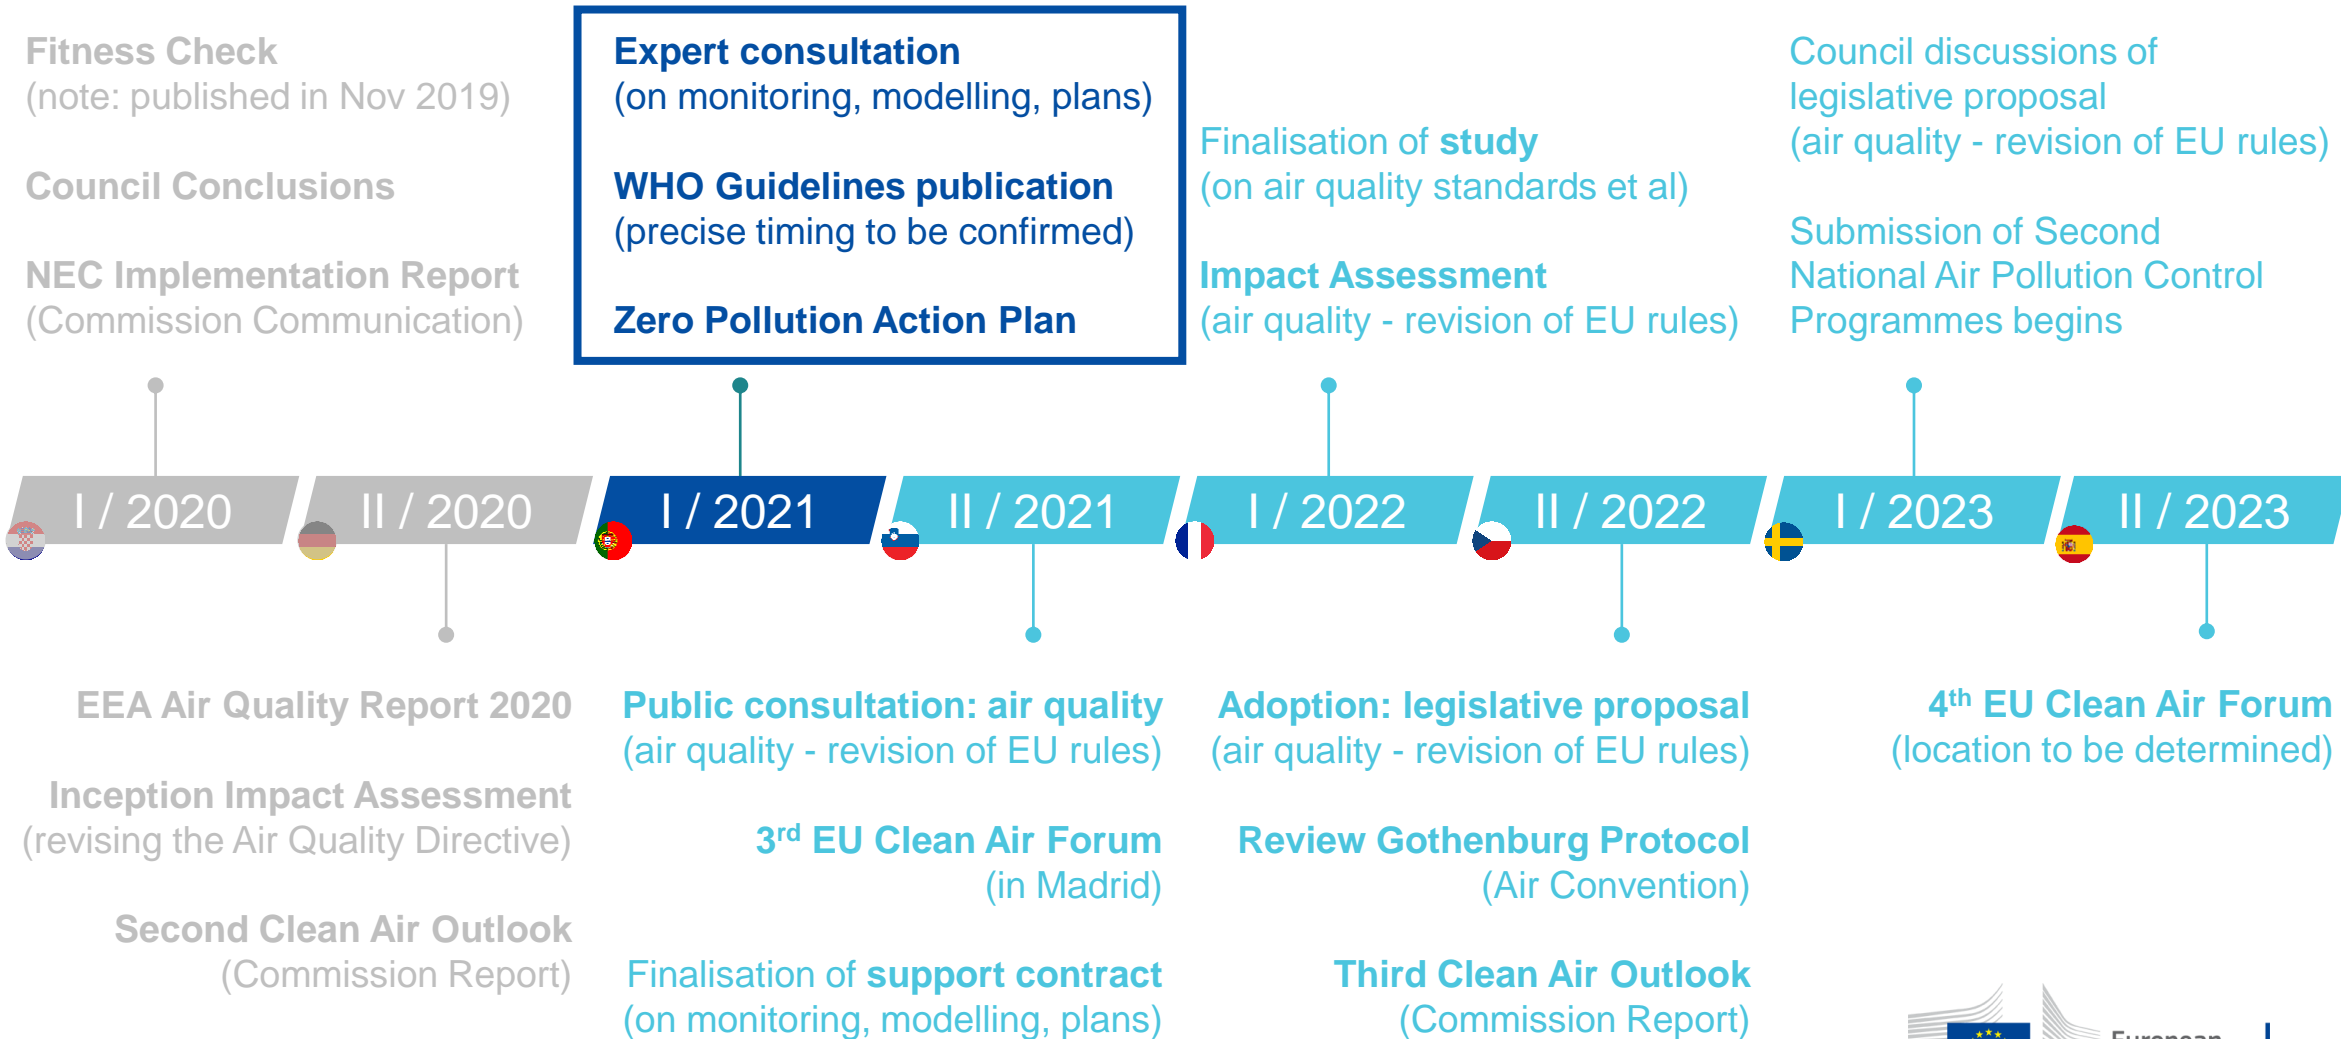 Fitness Check
(note: published in Nov 2019)
Council Conclusions
NEC Implementation Report
(Commission Communication)
Expert consultation
(on monitoring, modelling, plans)
WHO Guidelines publication
(precise timing to be confirmed)
Zero Pollution Action Plan
Finalisation of study
(on air quality standards et al)
Impact Assessment
(air quality - revision of EU rules)
Council discussions of
legislative proposal
(air quality - revision of EU rules)
Submission of Second
National Air Pollution Control
Programmes begins
I / 2020
II / 2020
I / 2021
II / 2021
I / 2022
II / 2022
I / 2023
II / 2023
EEA Air Quality Report 2020
Inception Impact Assessment
(revising the Air Quality Directive)
Second Clean Air Outlook
(Commission Report)
Public consultation: air quality
(air quality - revision of EU rules)
3rd EU Clean Air Forum
(in Madrid)
Finalisation of support contract
(on monitoring, modelling, plans)
Adoption: legislative proposal
(air quality - revision of EU rules)
Review Gothenburg Protocol
(Air Convention)
Third Clean Air Outlook
(Commission Report)
4th EU Clean Air Forum
(location to be determined)
European